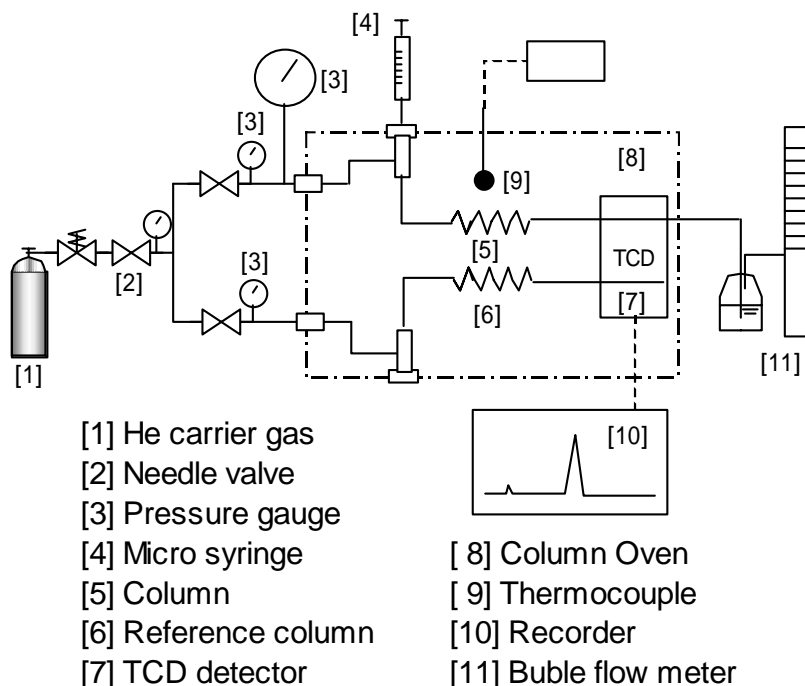 [4]
[3]
[3]
[8]
[9]
[5]
TCD
[2]
[3]
[6]
[7]
[1]
[11]
[10]
[1] He carrier gas
[2] Needle valve
[3] Pressure gauge
[4] Micro syringe
[5] Column
[6] Reference column
[7] TCD detector
[ 8] Column Oven
[ 9] Thermocouple
[10] Recorder
[11] Buble flow meter